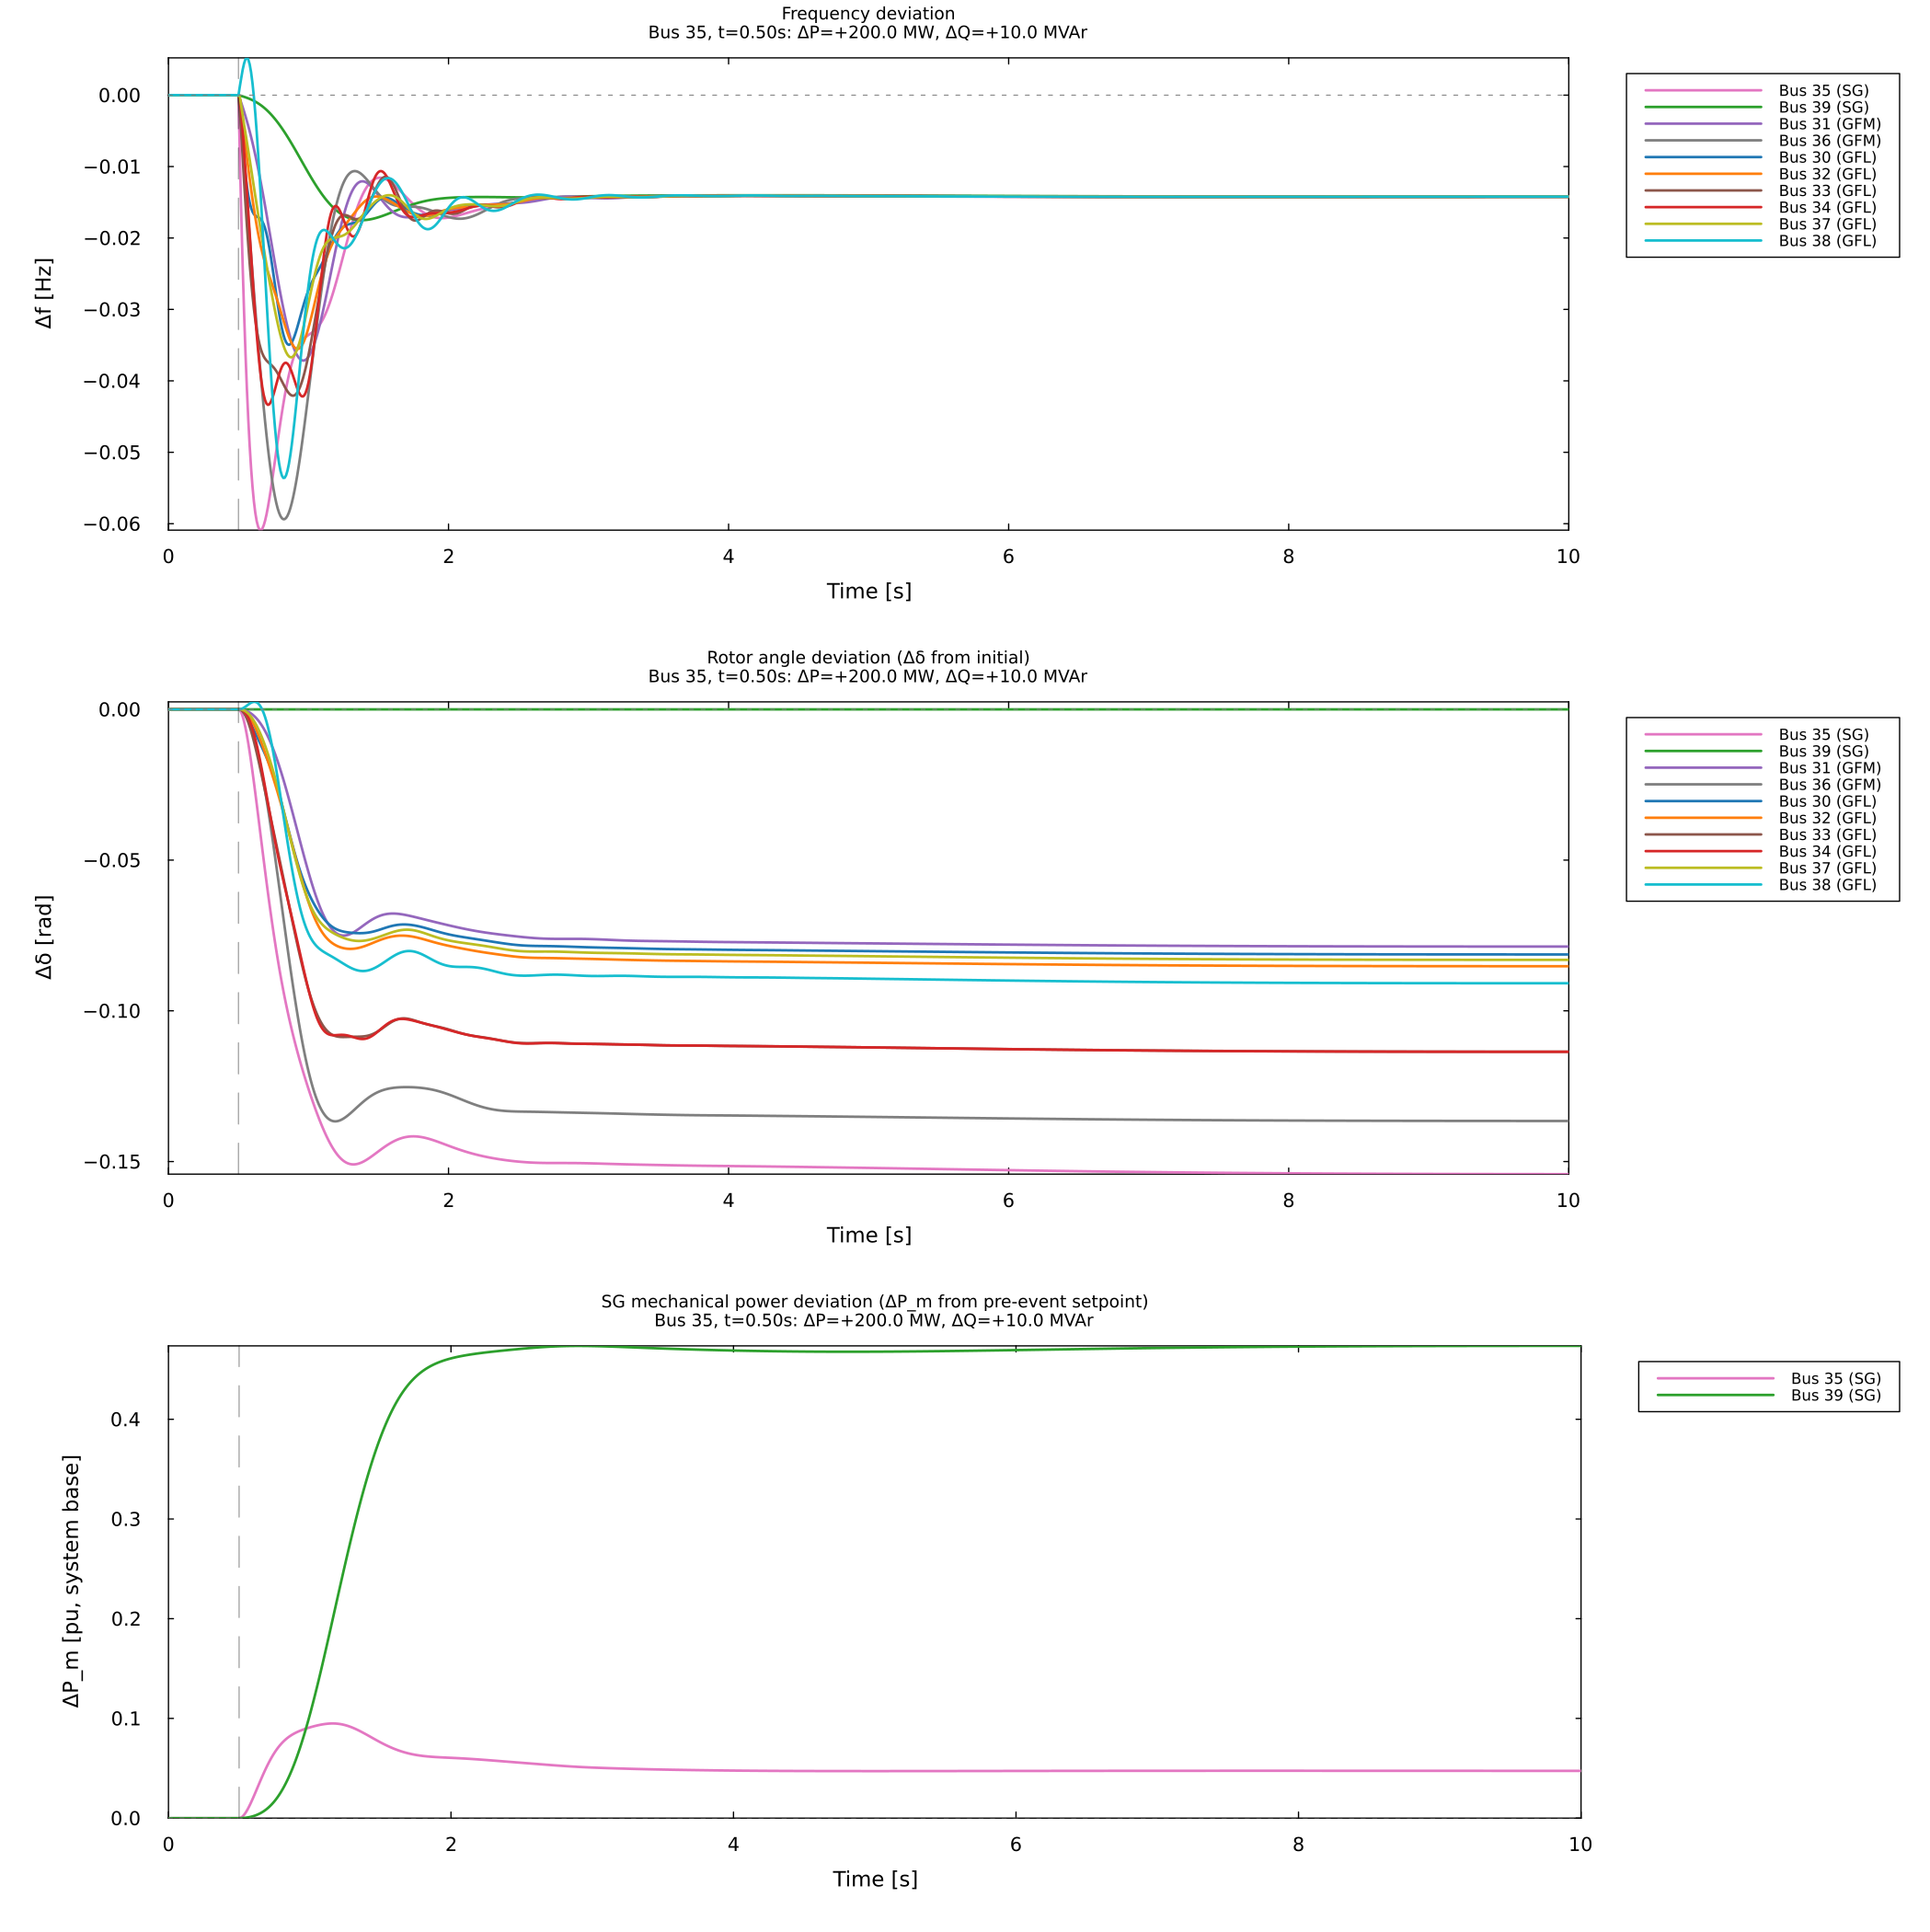 Frequency deviation
Bus 35, t=0.50s: ΔP=+200.0 MW, ΔQ=+10.0 MVAr
Δf [Hz]
0.00
−0.01
−0.02
−0.03
−0.04
−0.05
−0.06
0 2 4 6 8 10
Time [s]
Bus 35 (SG)
Bus 39 (SG)
Bus 31 (GFM)
Bus 36 (GFM)
Bus 30 (GFL)
Bus 32 (GFL)
Bus 33 (GFL)
Bus 34 (GFL)
Bus 37 (GFL)
Bus 38 (GFL)
Rotor angle deviation (Δδ from initial)
Bus 35, t=0.50s: ΔP=+200.0 MW, ΔQ=+10.0 MVAr
Δδ [rad]
0.00
−0.05
−0.10
−0.15
0 2 4 6 8 10
Time [s]
Bus 35 (SG)
Bus 39 (SG)
Bus 31 (GFM)
Bus 36 (GFM)
Bus 30 (GFL)
Bus 32 (GFL)
Bus 33 (GFL)
Bus 34 (GFL)
Bus 37 (GFL)
Bus 38 (GFL)
SG mechanical power deviation (ΔP_m from pre-event setpoint)
Bus 35, t=0.50s: ΔP=+200.0 MW, ΔQ=+10.0 MVAr
ΔP_m [pu, system base]
0.4
0.3
0.2
0.1
0.0
0 2 4 6 8 10
Time [s]
Bus 35 (SG)
Bus 39 (SG)